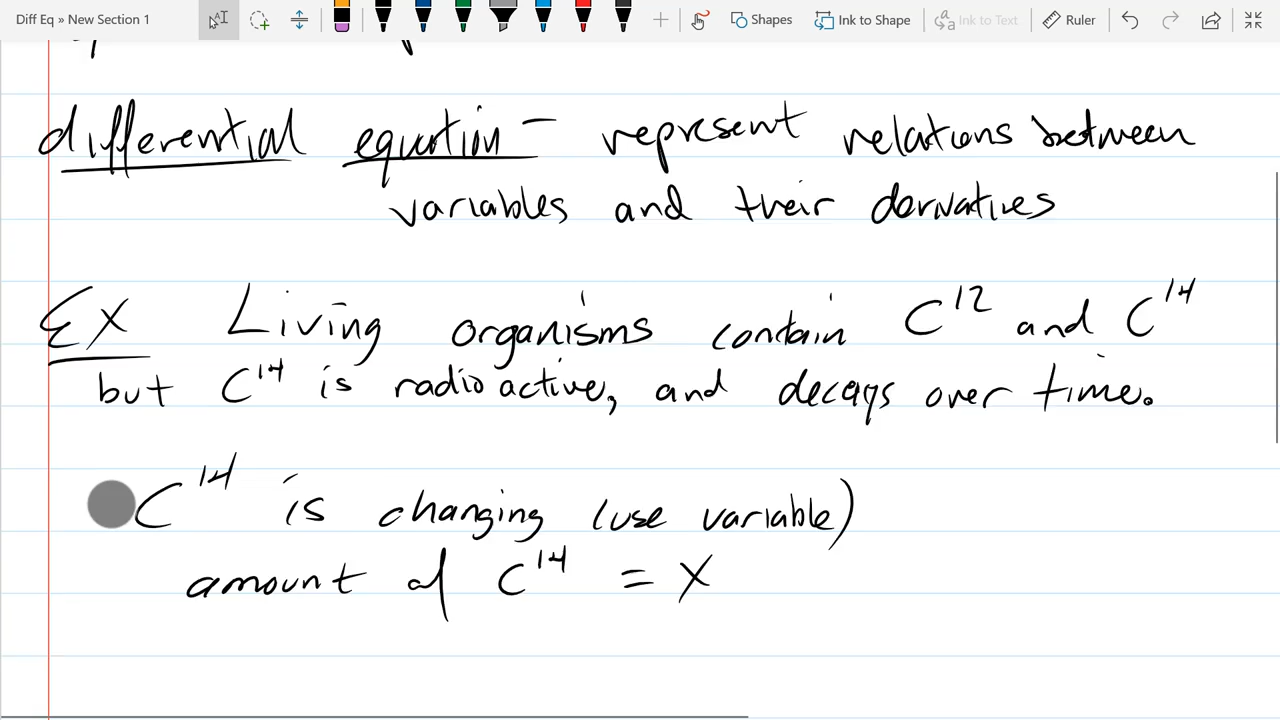 Diff Eq » New Section 1
Shapes
Ink to Shape
Ink to Text
Ruler
differential equation - represent relations between
variables and their derivatives
Ex Living organisms contain C¹² and C¹⁴
but C¹⁴ is radioactive, and decays over time.
C¹⁴ is changing (use variable)
amount of C¹⁴ = X